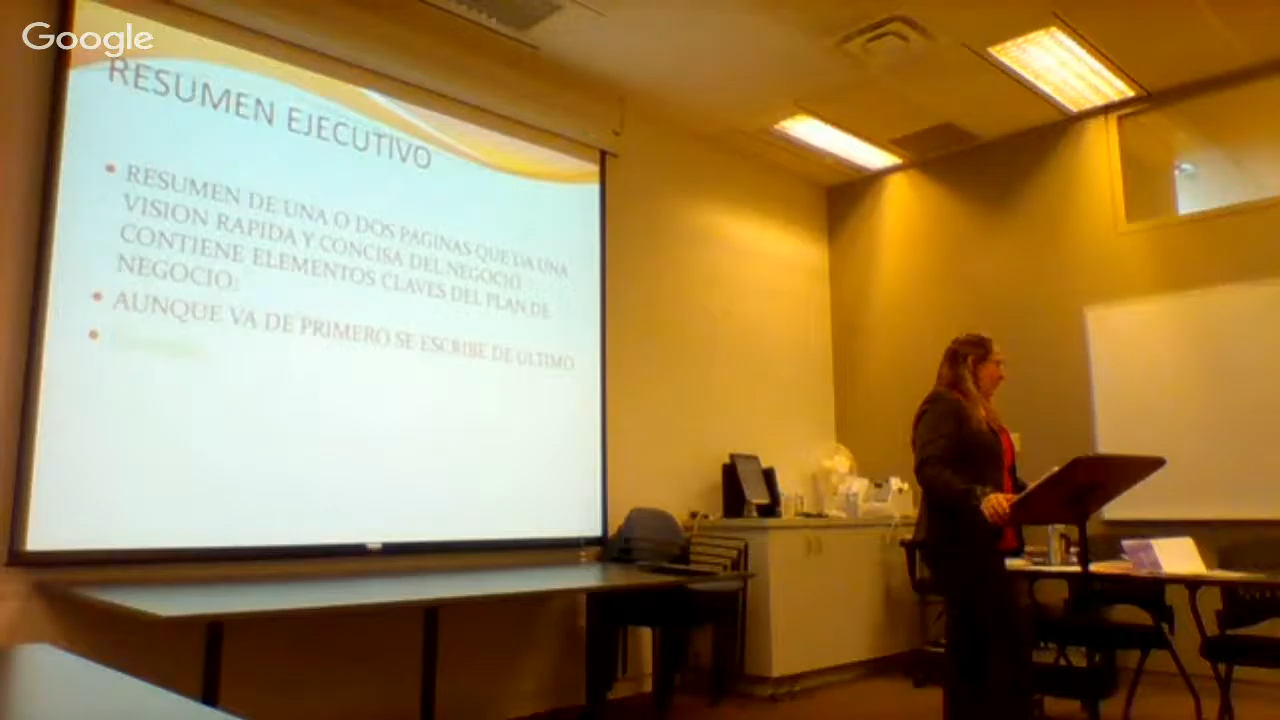 Google
RESUMEN EJECUTIVO
RESUMEN DE UNA O DOS PAGINAS QUE DA UNA
VISION RAPIDA Y CONCISA DEL NEGOCIO
CONTIENE ELEMENTOS CLAVES DEL PLAN DE
NEGOCIO:
AUNQUE VA DE PRIMERO SE ESCRIBE DE ULTIMO